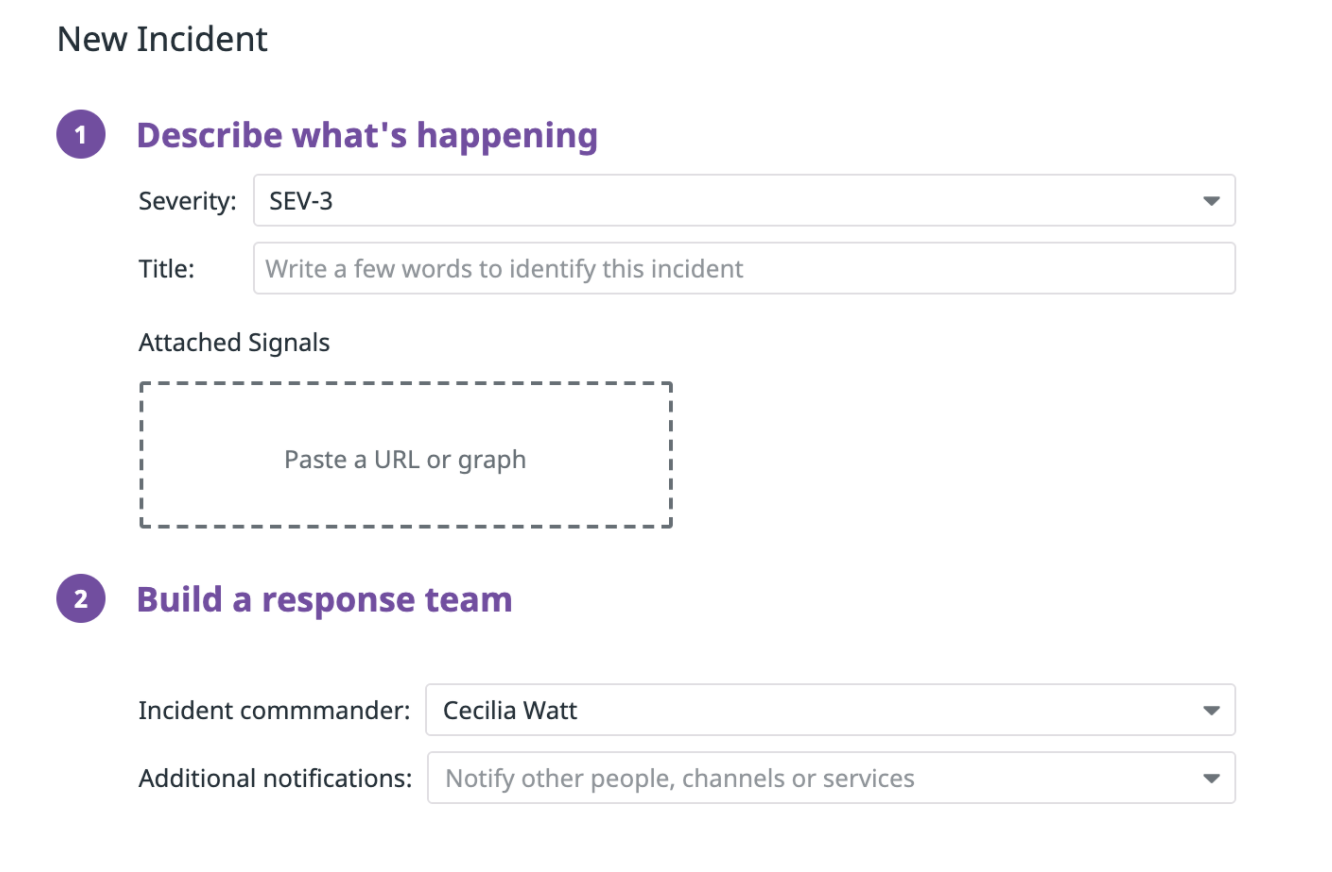 New Incident
1 Describe what's happening
Severity: SEV-3
Title: Write a few words to identify this incident
Attached Signals
Paste a URL or graph
2 Build a response team
Incident commmander: Cecilia Watt
Additional notifications: Notify other people, channels or services